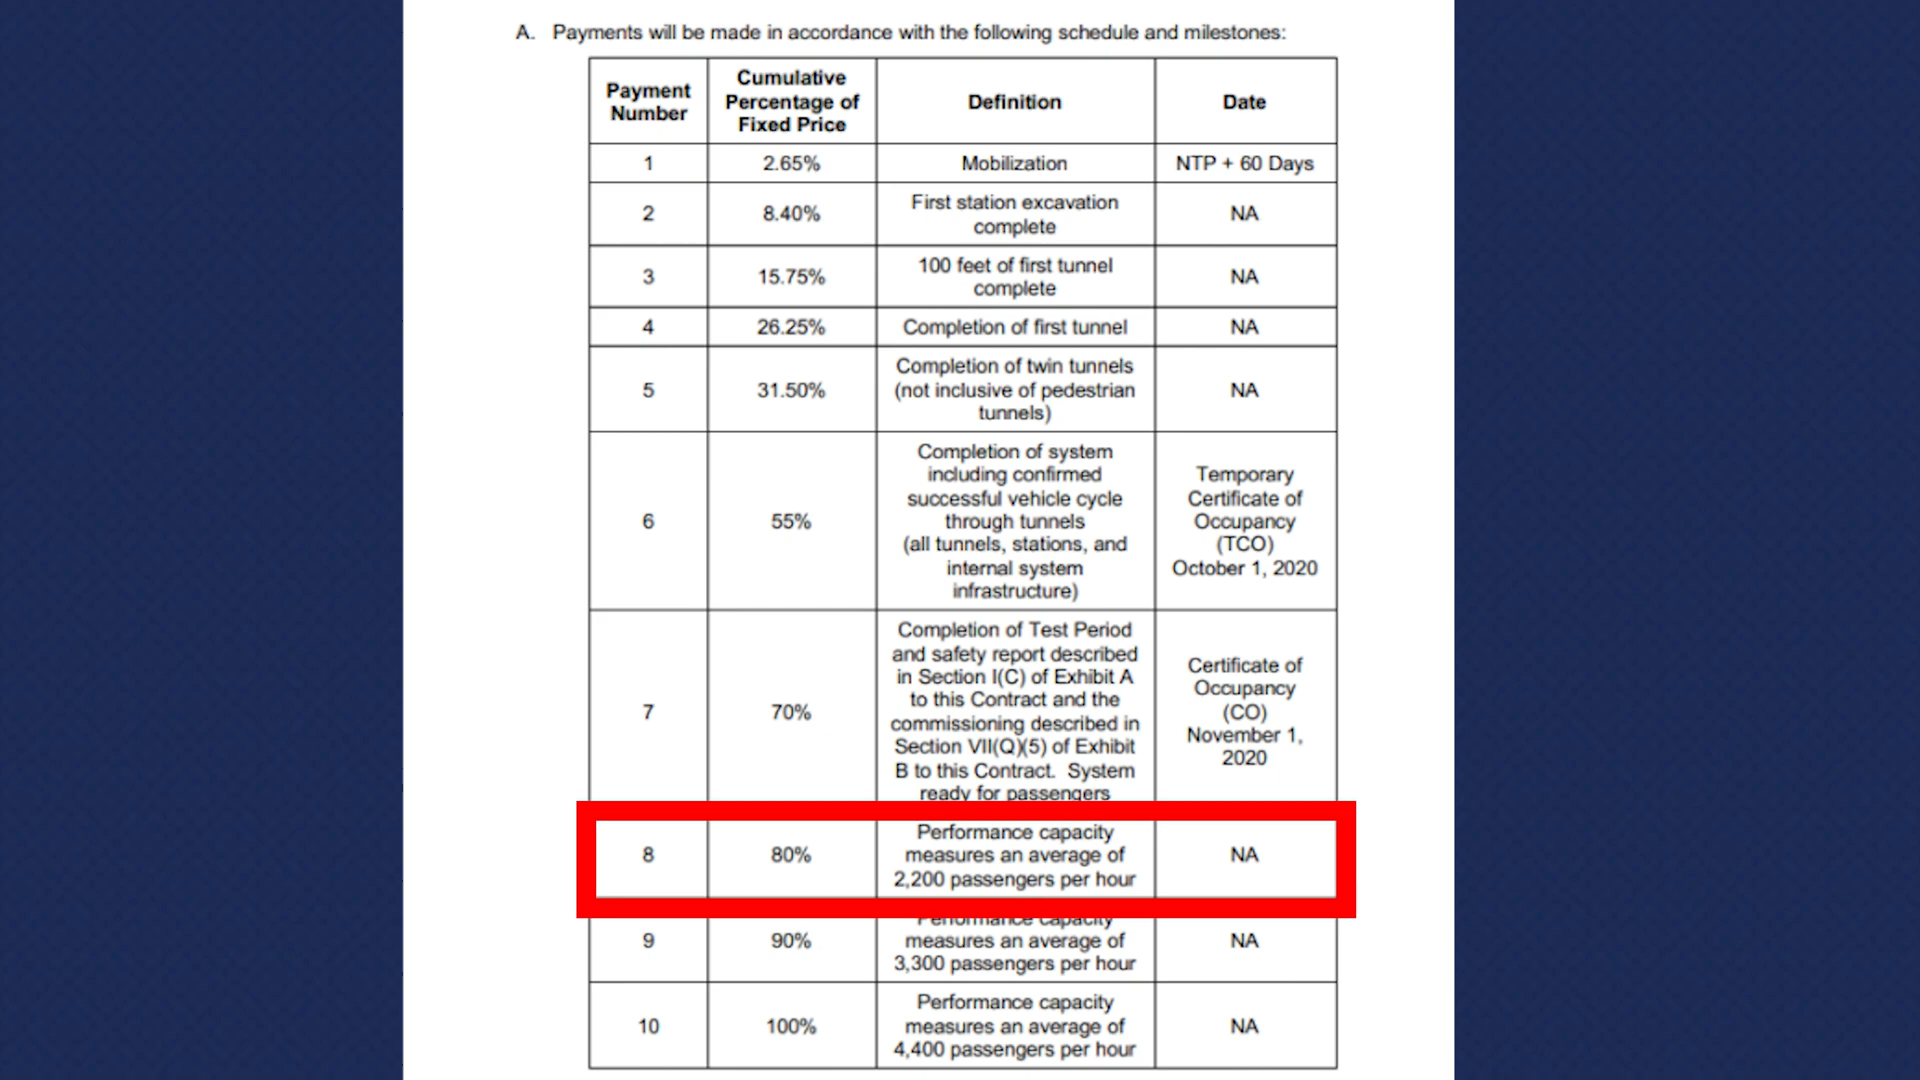 A. Payments will be made in accordance with the following schedule and milestones:
Payment Number
Cumulative Percentage of Fixed Price
Definition
Date
1
2.65%
Mobilization
NTP + 60 Days
2
8.40%
First station excavation
complete
NA
3
15.75%
100 feet of first tunnel
complete
NA
4
26.25%
Completion of first tunnel
NA
5
31.50%
Completion of twin tunnels
(not inclusive of pedestrian
tunnels)
NA
6
55%
Completion of system
including confirmed
successful vehicle cycle
through tunnels
(all tunnels, stations, and
internal system
infrastructure)
Temporary
Certificate of
Occupancy
(TCO)
October 1, 2020
7
70%
Completion of Test Period
and safety report described
in Section I(C) of Exhibit A
to this Contract and the
commissioning described in
Section VII(Q)(5) of Exhibit
B to this Contract. System
ready for passengers
Certificate of
Occupancy
(CO)
November 1,
2020
8
80%
Performance capacity
measures an average of
2,200 passengers per hour
NA
9
90%
Performance capacity
measures an average of
3,300 passengers per hour
NA
10
100%
Performance capacity
measures an average of
4,400 passengers per hour
NA